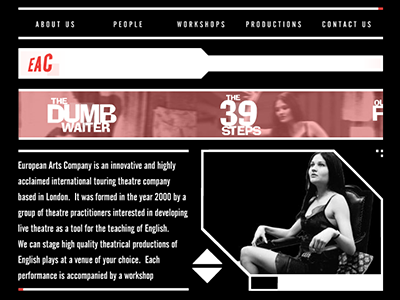 ABOUT US
PEOPLE
WORKSHOPS
PRODUCTIONS
CONTACT US
EAC
THE
DUMB
WAITER
THE
39
STEPS
OU
F
European Arts Company is an innovative and highly
acclaimed international touring theatre company
based in London. It was formed in the year 2000 by a
group of theatre practitioners interested in developing
live theatre as a tool for the teaching of English.
We can stage high quality theatrical productions of
English plays at a venue of your choice. Each
performance is accompanied by a workshop